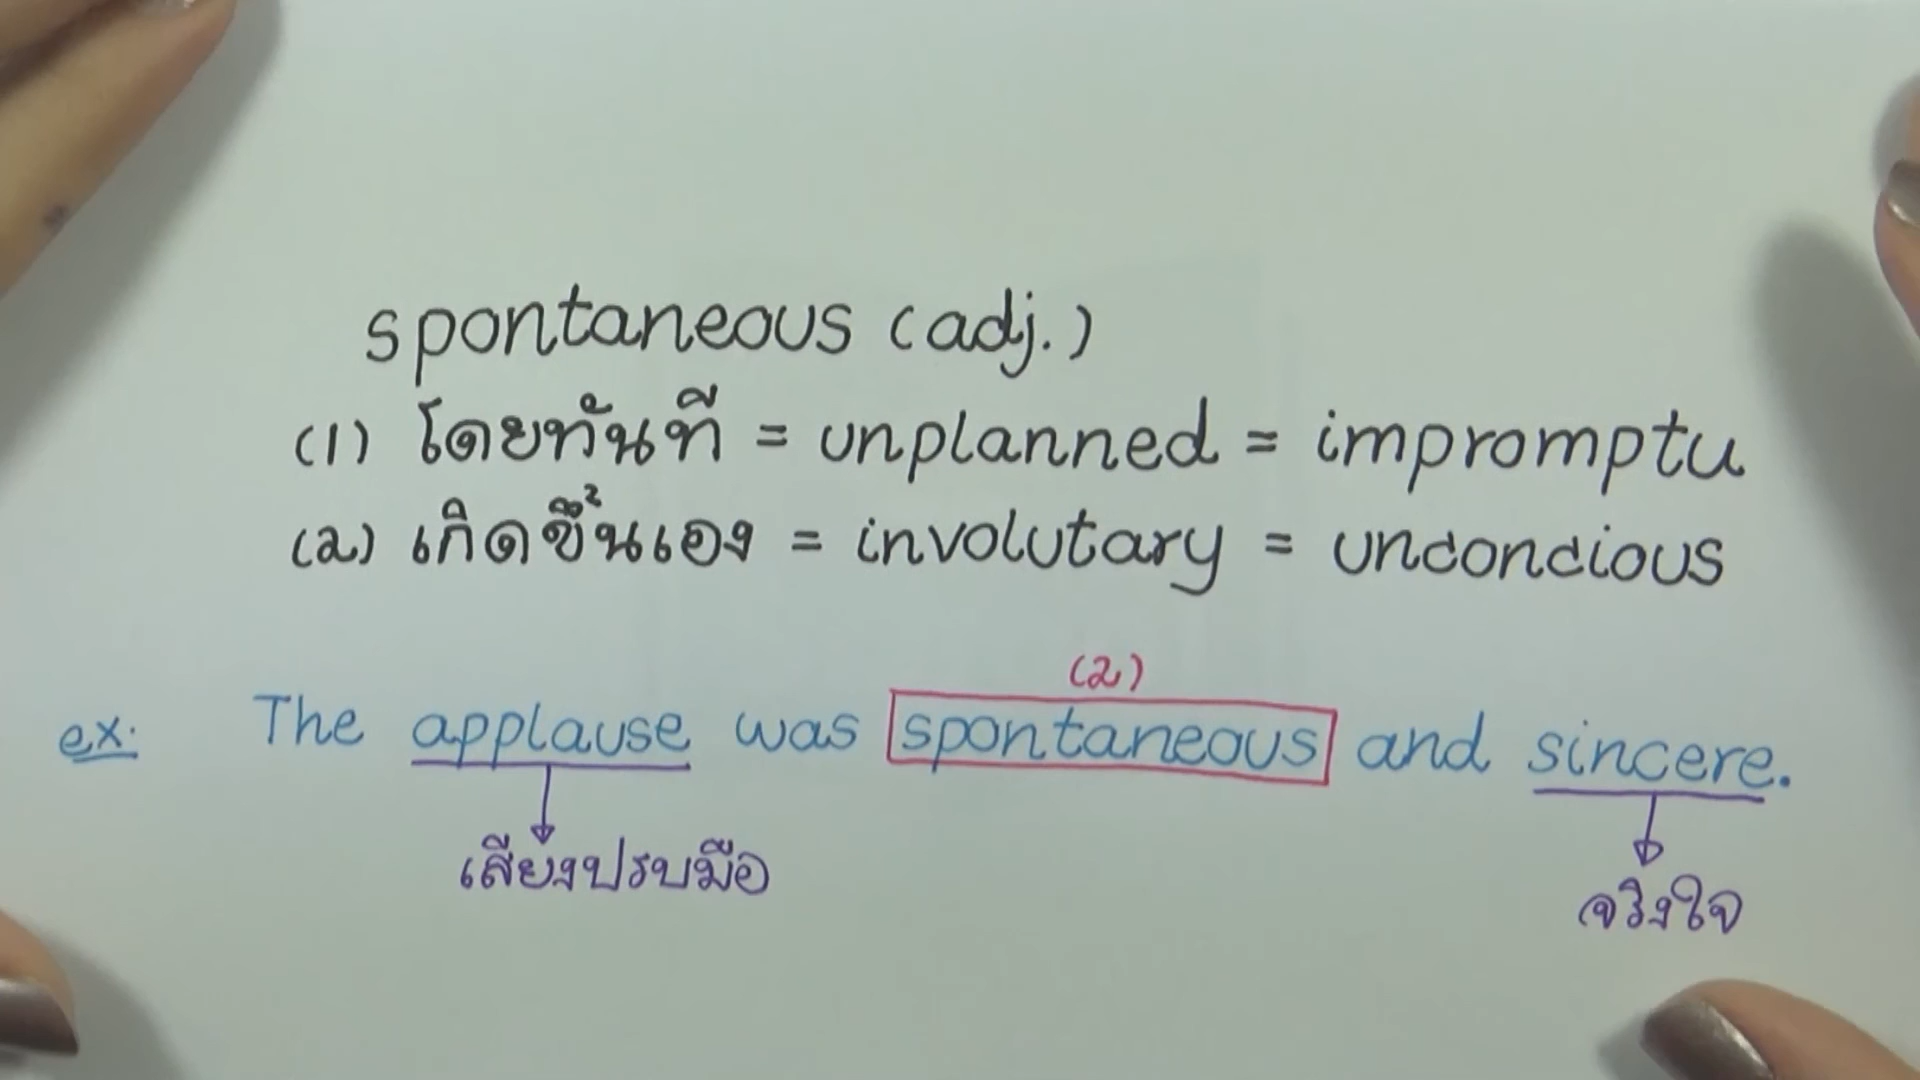 spontaneous (adj.)
(1) โดยทันที = unplanned = impromptu
(2) เกิดขึ้นเอง = involutary = unconcious
(2)
ex. The applause was spontaneous and sincere.
เสียงปรบมือ
จริงใจ